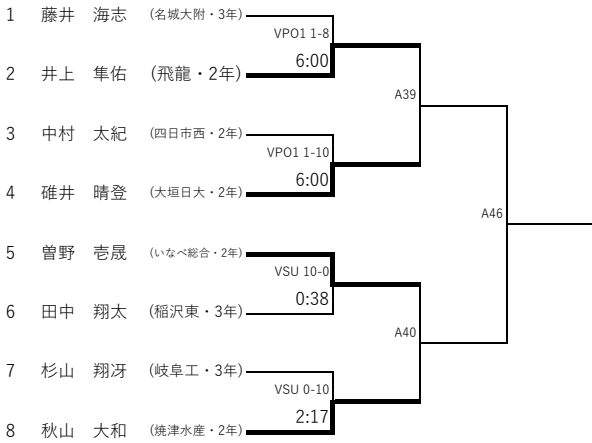 1 藤井 海志 (名城大附・3年)
VPO1 1-8
6:00
2 井上 隼佑 (飛龍・2年)
A39
3 中村 太紀 (四日市西・2年)
VPO1 1-10
6:00
4 碓井 晴登 (大垣日大・2年)
A46
5 曽野 壱晟 (いなべ総合・2年)
VSU 10-0
0:38
6 田中 翔太 (稲沢東・3年)
A40
7 杉山 翔冴 (岐阜工・3年)
VSU 0-10
2:17
8 秋山 大和 (焼津水産・2年)